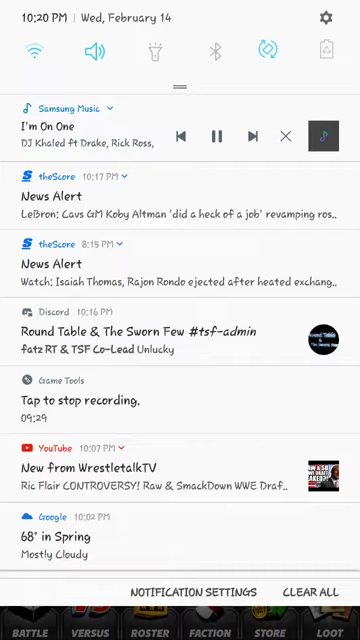 10:20 PM | Wed, February 14
Samsung Music
I'm On One
DJ Khaled ft Drake, Rick Ross,
theScore 10:17 PM
News Alert
LeBron: Cavs GM Koby Altman 'did a heck of a job' revamping ros..
theScore 8:15 PM
News Alert
Watch: Isaiah Thomas, Rajon Rondo ejected after heated exchang..
Discord 10:16 PM
Round Table & The Sworn Few #tsf-admin
fatz RT & TSF Co-Lead Unlucky
Game Tools
Tap to stop recording.
09:29
YouTube 10:07 PM
New from WrestletalkTV
Ric Flair CONTROVERSY! Raw & SmackDown WWE Draf..
Google 10:02 PM
68° in Spring
Mostly Cloudy
NOTIFICATION SETTINGS CLEAR ALL
BATTLE VERSUS ROSTER FACTION STORE LOOT